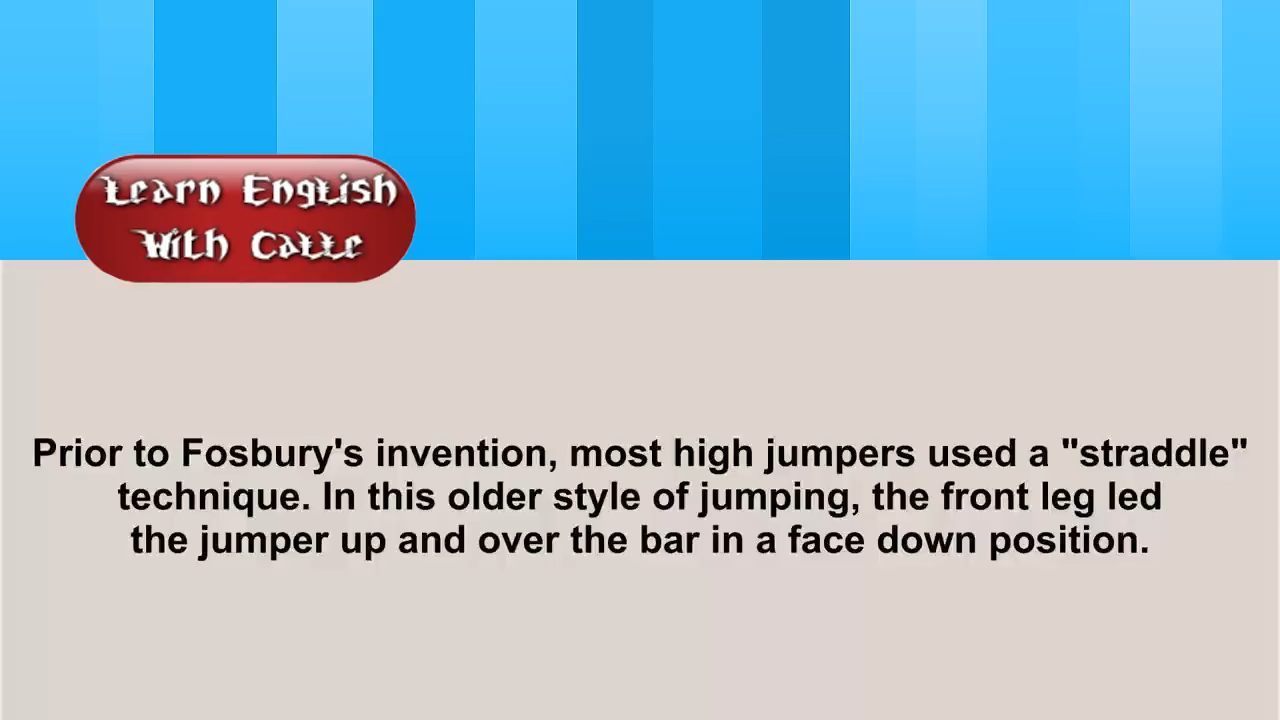 Learn English
With Catte
Prior to Fosbury's invention, most high jumpers used a "straddle"
technique. In this older style of jumping, the front leg led
the jumper up and over the bar in a face down position.